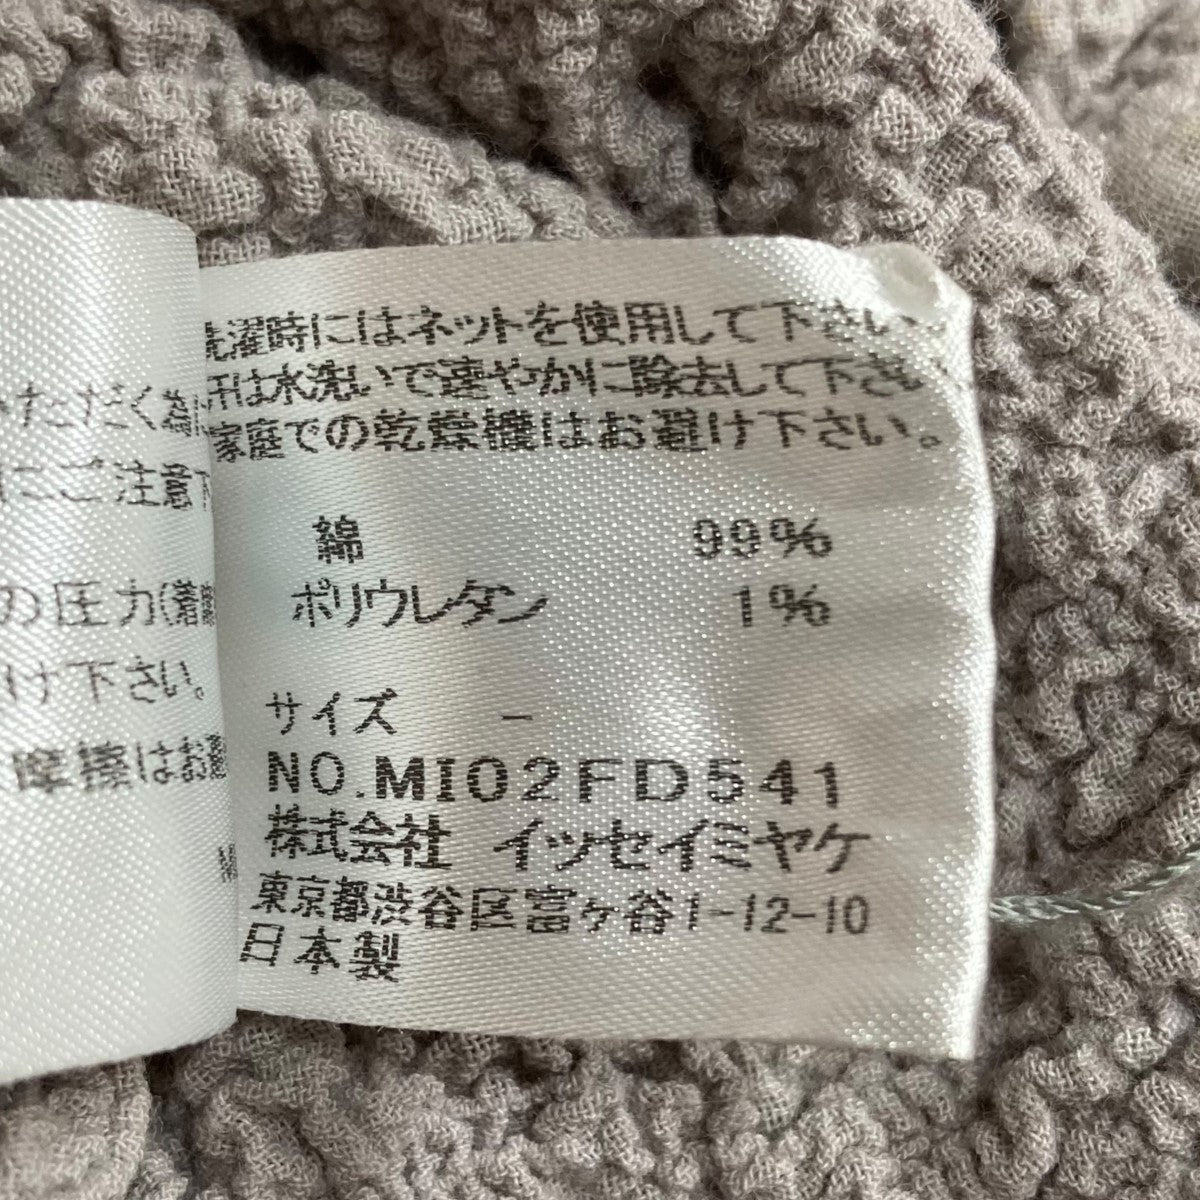 洗濯時にはネットを使用して下さい
汗は水洗いで速やかに除去して下さい
家庭での乾燥機はお避け下さい。
綿 99%
ポリウレタン 1%
サイズ -
NO.MI02FD541
株式会社 イッセイミヤケ
東京都渋谷区富ヶ谷1-12-10
日本製
ただく
ご注意下
の圧力(
け下さい。
摩擦はお